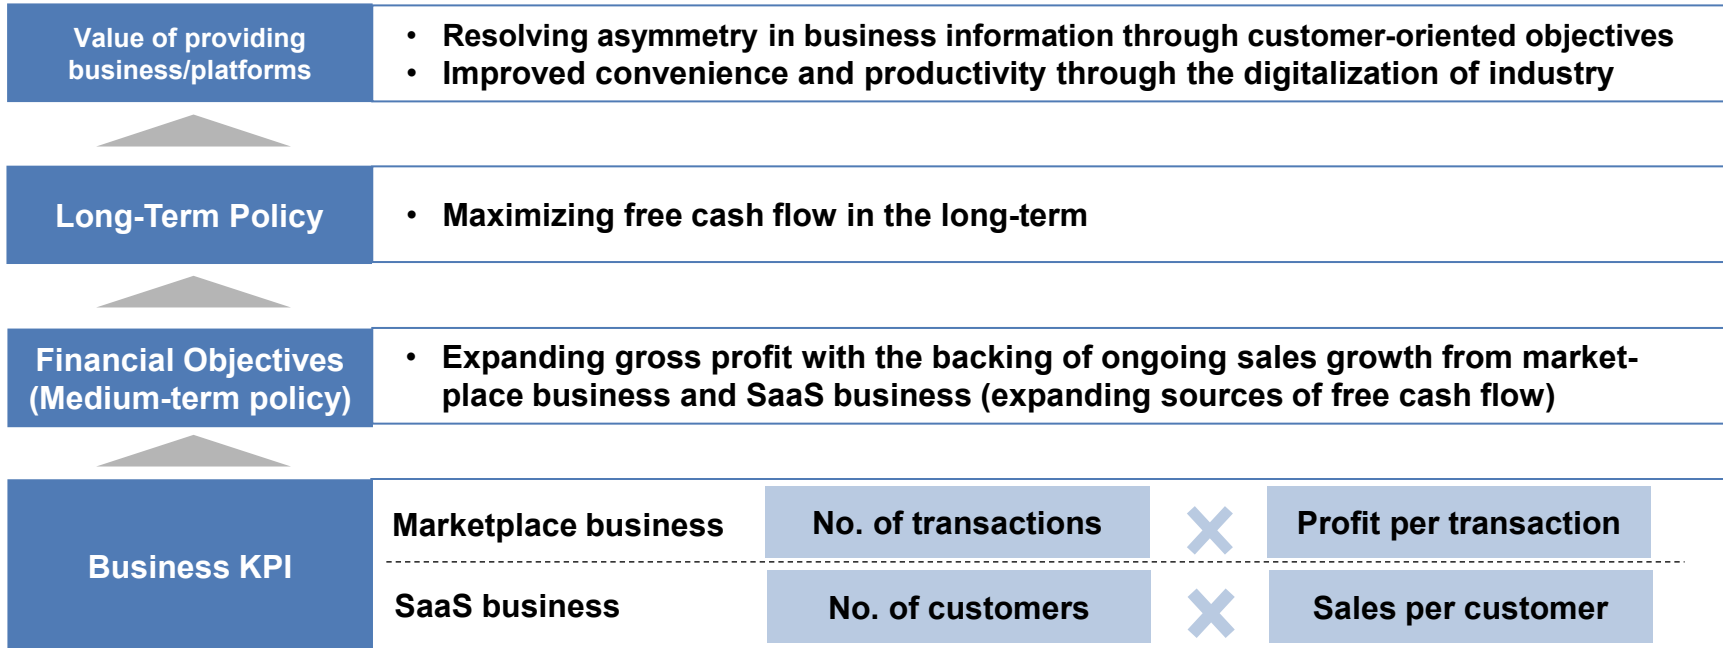 Value of providing
business/platforms
• Resolving asymmetry in business information through customer-oriented objectives
• Improved convenience and productivity through the digitalization of industry
Long-Term Policy
• Maximizing free cash flow in the long-term
Financial Objectives
(Medium-term policy)
• Expanding gross profit with the backing of ongoing sales growth from market-
place business and SaaS business (expanding sources of free cash flow)
Business KPI
Marketplace business No. of transactions × Profit per transaction
SaaS business No. of customers × Sales per customer